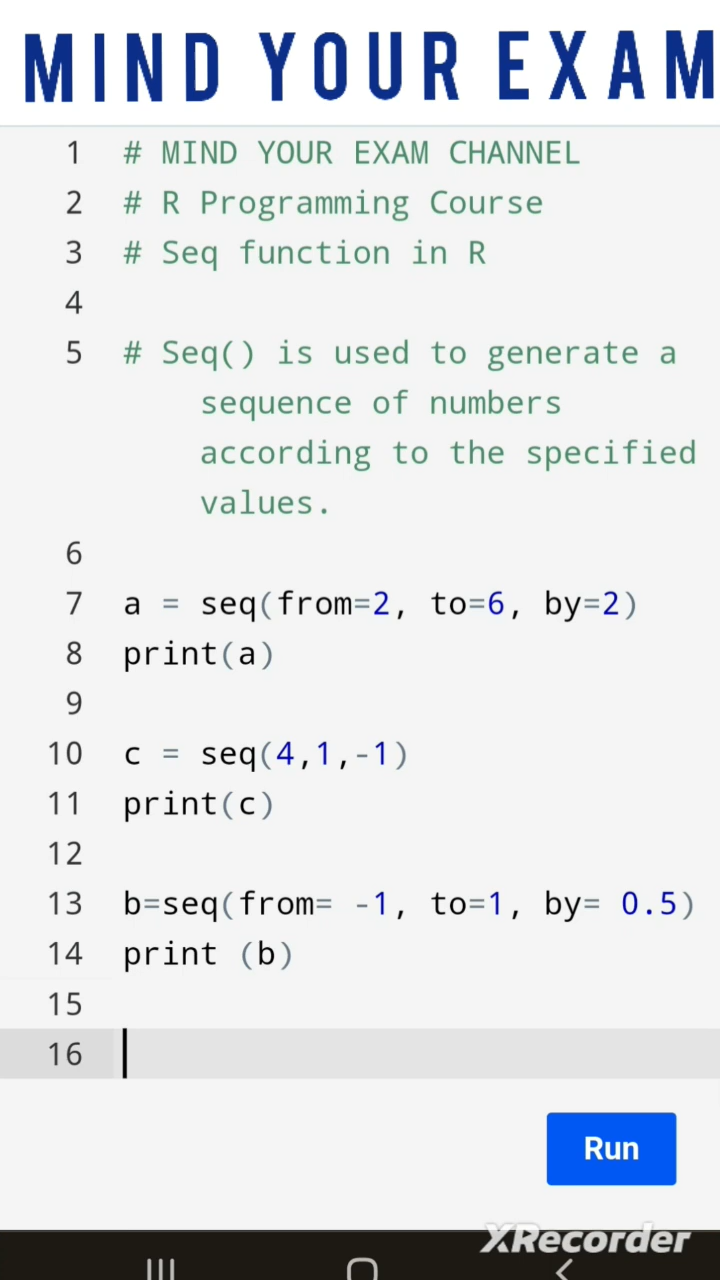 MIND YOUR EXAM
1 # MIND YOUR EXAM CHANNEL
2 # R Programming Course
3 # Seq function in R
4
5 # Seq() is used to generate a
sequence of numbers
according to the specified
values.
6
7 a = seq(from=2, to=6, by=2)
8 print(a)
9
10 c = seq(4,1,-1)
11 print(c)
12
13 b=seq(from= -1, to=1, by= 0.5)
14 print (b)
15
16
Run
XRecorder